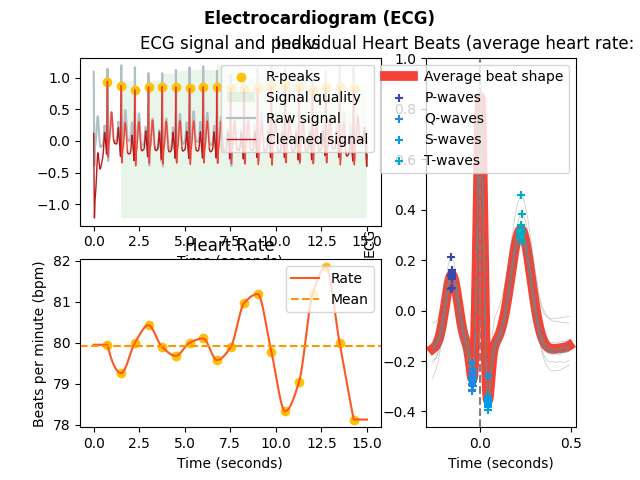 Electrocardiogram (ECG)
ECG signal and peaks
Individual Heart Beats (average heart rate:
1.0
0.5
0.0
−0.5
−1.0
R-peaks
Signal quality
Raw signal
Cleaned signal
0.0 2.5 5.0 7.5 10.0 12.5 15.0
Time (seconds)
Heart Rate
Beats per minute (bpm)
82
81
80
79
78
Rate
Mean
0.0 2.5 5.0 7.5 10.0 12.5 15.0
Time (seconds)
ECG
1.0
0.8
0.6
0.4
0.2
0.0
−0.2
−0.4
Average beat shape
P-waves
Q-waves
S-waves
T-waves
0.0 0.5
Time (seconds)